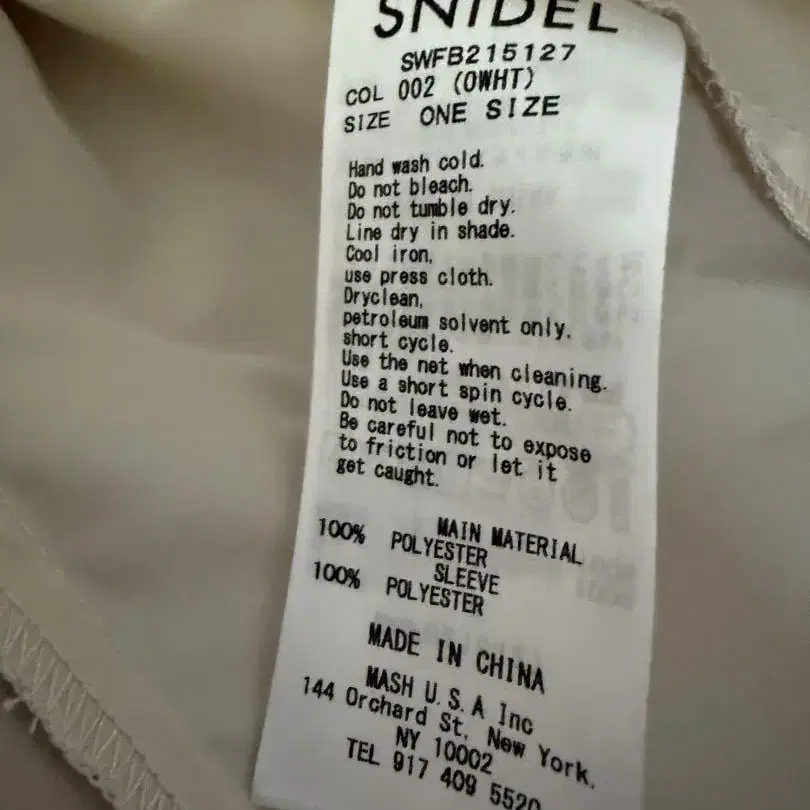 SNIDEL
SWFB215127
COL 002 (OWHT)
SIZE ONE SIZE
Hand wash cold.
Do not bleach.
Do not tumble dry.
Line dry in shade.
Cool iron,
use press cloth.
Dryclean,
petroleum solvent only,
short cycle.
Use the net when cleaning.
Use a short spin cycle.
Do not leave wet.
Be careful not to expose
to friction or let it
get caught.
MAIN MATERIAL
100% POLYESTER
SLEEVE
100% POLYESTER
MADE IN CHINA
MASH U.S.A Inc
144 Orchard St, New York.
NY 10002
TEL 917 409 5520